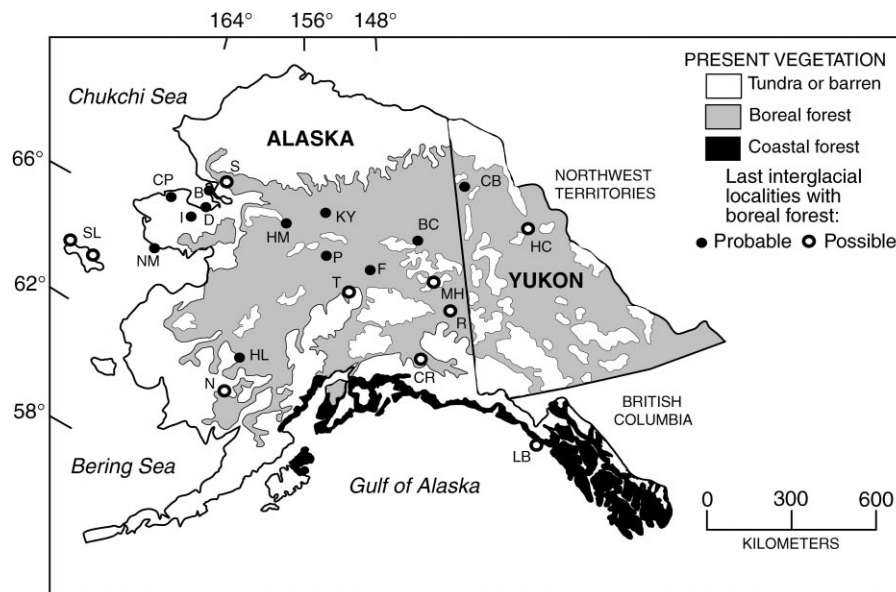 164° 156° 148°
PRESENT VEGETATION
Tundra or barren
Boreal forest
Coastal forest
Last interglacial
localities with
boreal forest:
Probable Possible
Chukchi Sea
ALASKA
66°
S
CP B
I D
NORTHWEST
TERRITORIES
CB
SL
NM
HM
KY
BC
HC
P
F
YUKON
62°
T
MH
R
HL
N
CR
58°
BRITISH
COLUMBIA
Bering Sea
LB
Gulf of Alaska
0 300 600
KILOMETERS